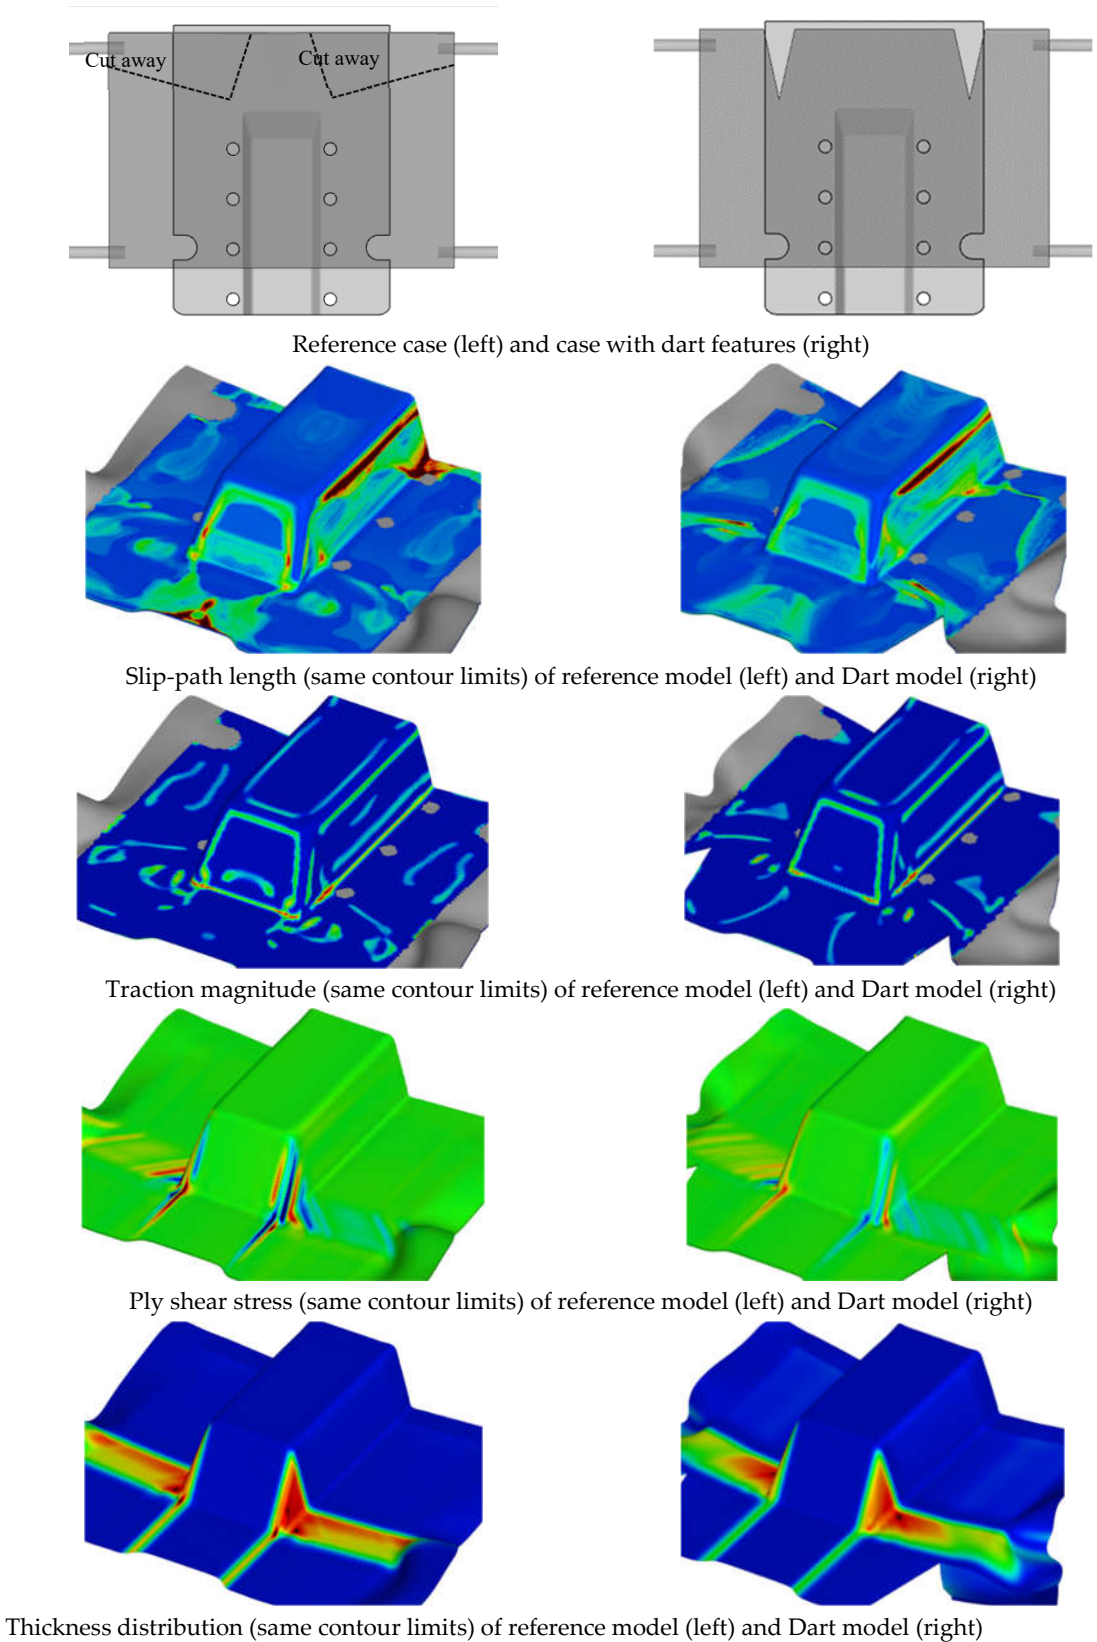 Cut away
Cut away
Reference case (left) and case with dart features (right)
Slip-path length (same contour limits) of reference model (left) and Dart model (right)
Traction magnitude (same contour limits) of reference model (left) and Dart model (right)
Ply shear stress (same contour limits) of reference model (left) and Dart model (right)
Thickness distribution (same contour limits) of reference model (left) and Dart model (right)